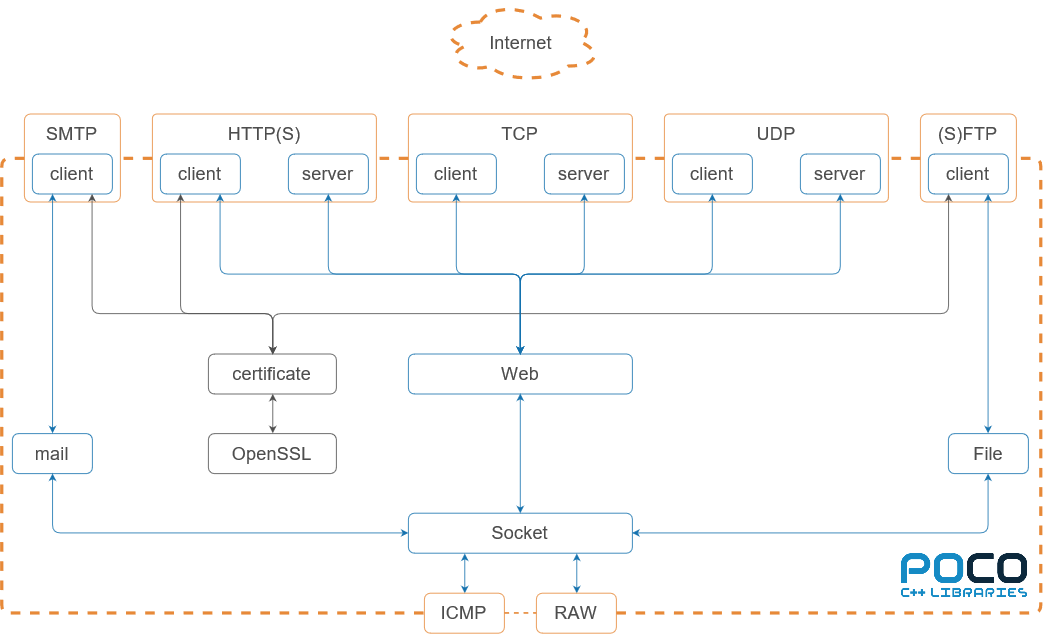 Internet
SMTP
HTTP(S)
TCP
UDP
(S)FTP
client
client
server
client
server
client
server
client
certificate
Web
mail
OpenSSL
File
Socket
POCO
C++ LIBRARIES
ICMP
RAW